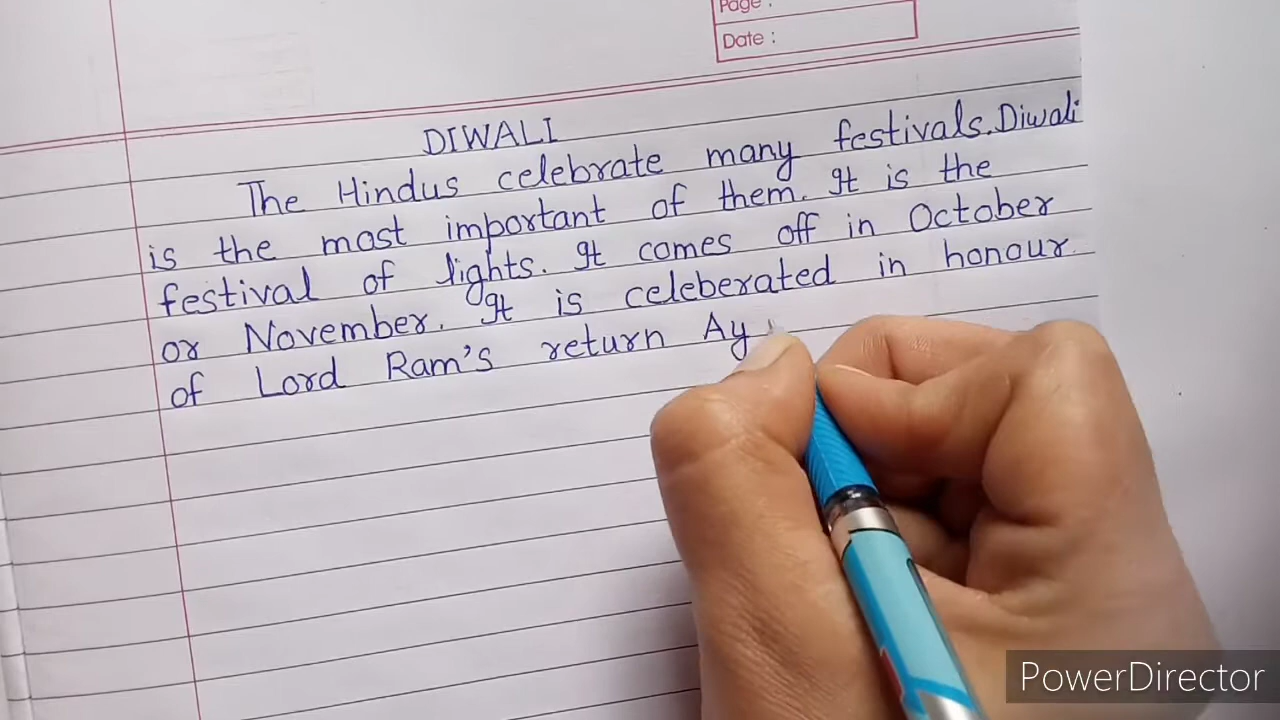 Page :
Date :
DIWALI
The Hindus celebrate many festivals. Diwali
is the most important of them. It is the
festival of lights. It comes off in October
or November. It is celeberated in honour
of Lord Ram's return Ay
PowerDirector